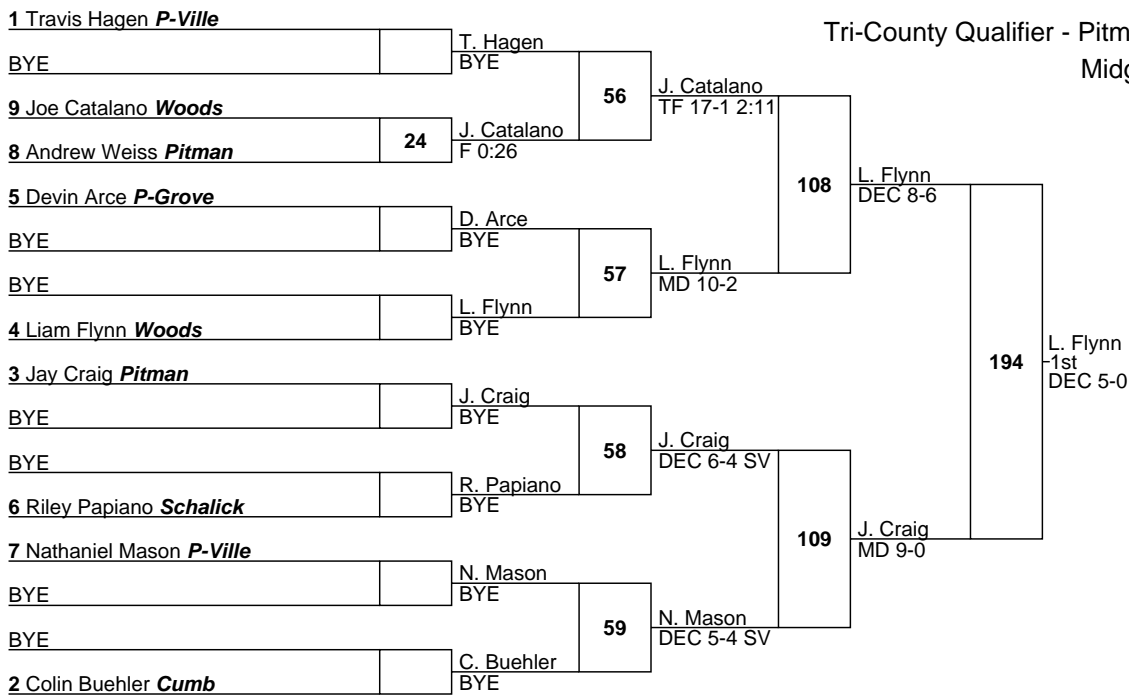 1 Travis Hagen P-Ville
BYE
9 Joe Catalano Woods
8 Andrew Weiss Pitman
5 Devin Arce P-Grove
BYE
BYE
4 Liam Flynn Woods
3 Jay Craig Pitman
BYE
BYE
6 Riley Papiano Schalick
7 Nathaniel Mason P-Ville
BYE
BYE
2 Colin Buehler Cumb
24
T. Hagen
BYE
J. Catalano
F 0:26
D. Arce
BYE
L. Flynn
BYE
J. Craig
BYE
R. Papiano
BYE
N. Mason
BYE
C. Buehler
BYE
56
57
58
59
J. Catalano
TF 17-1 2:11
L. Flynn
MD 10-2
J. Craig
DEC 6-4 SV
N. Mason
DEC 5-4 SV
108
109
L. Flynn
DEC 8-6
J. Craig
MD 9-0
194
L. Flynn
1st
DEC 5-0
Tri-County Qualifier - Pitm
Midg